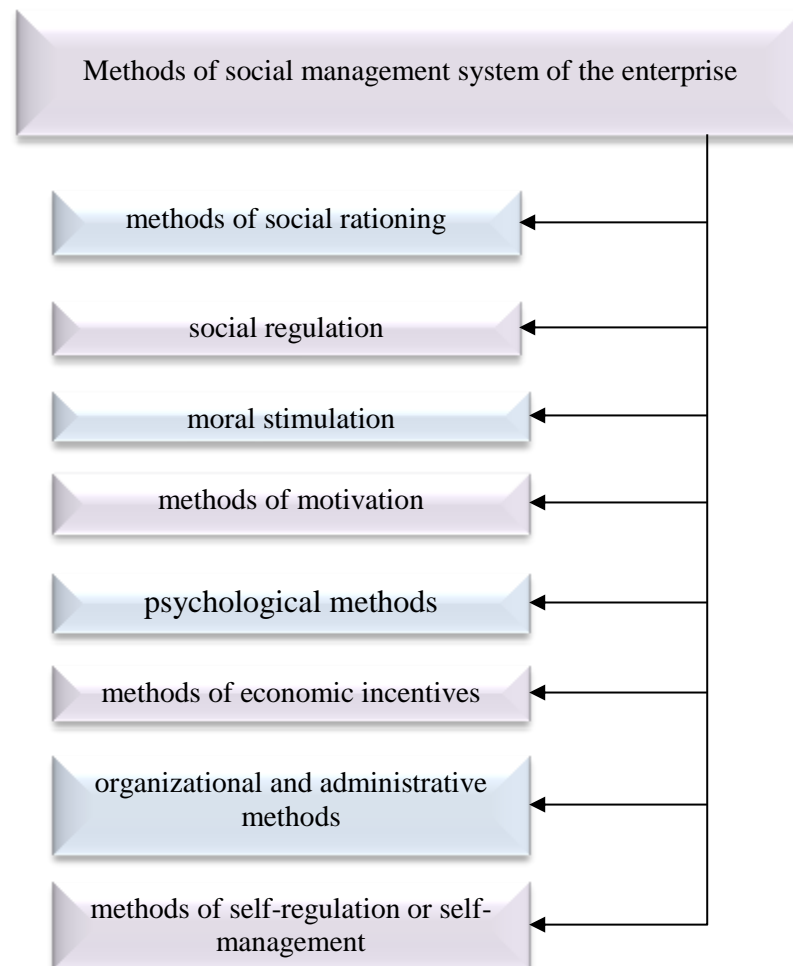 Methods of social management system of the enterprise
methods of social rationing
social regulation
moral stimulation
methods of motivation
psychological methods
methods of economic incentives
organizational and administrative
methods
methods of self-regulation or self-
management